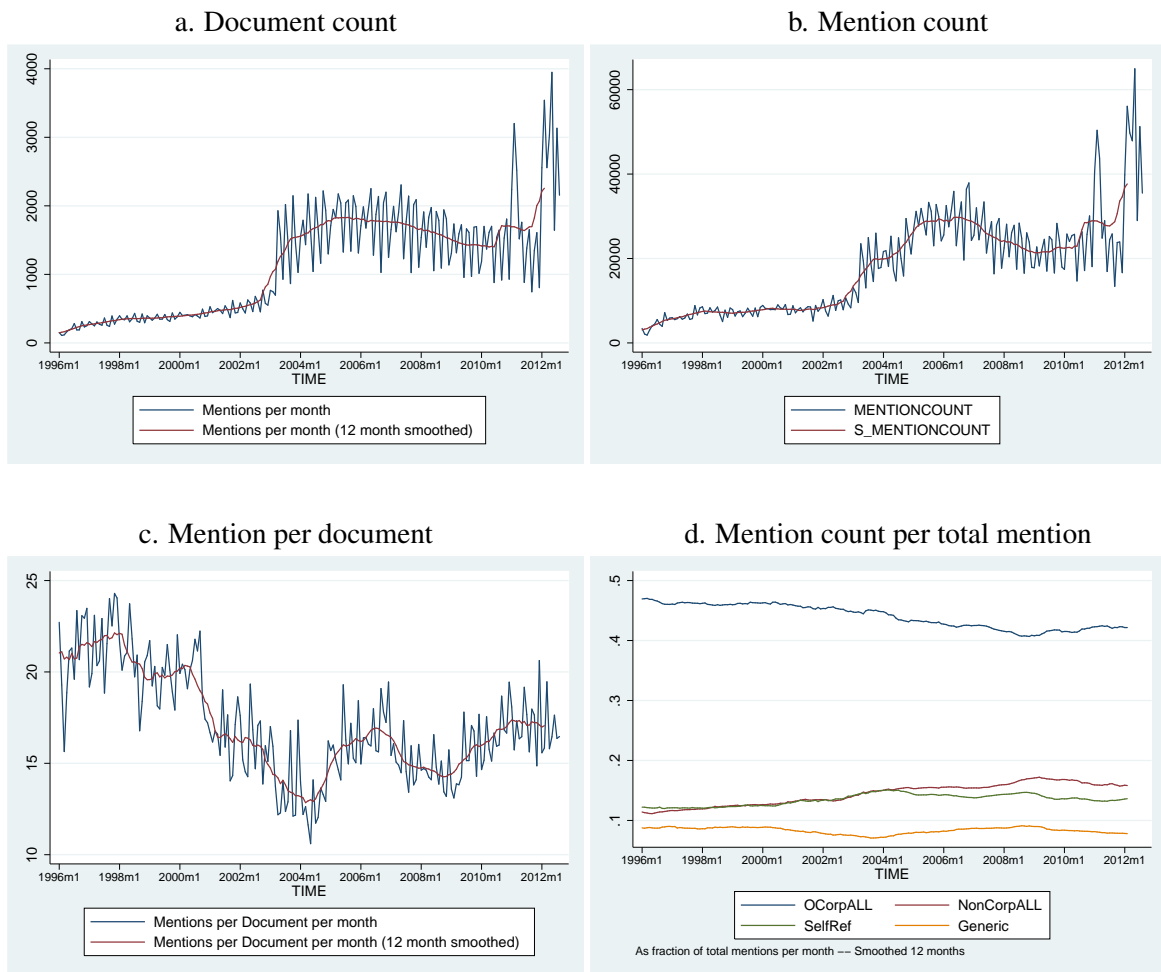 a. Document count
4000
3000
2000
1000
0
1996m1 1998m1 2000m1 2002m1 2004m1 2006m1 2008m1 2010m1 2012m1
TIME
Mentions per month
Mentions per month (12 month smoothed)
b. Mention count
60000
40000
20000
0
1996m1 1998m1 2000m1 2002m1 2004m1 2006m1 2008m1 2010m1 2012m1
TIME
MENTIONCOUNT
S_MENTIONCOUNT
c. Mention per document
25
20
15
10
1996m1 1998m1 2000m1 2002m1 2004m1 2006m1 2008m1 2010m1 2012m1
TIME
Mentions per Document per month
Mentions per Document per month (12 month smoothed)
d. Mention count per total mention
.5
.4
.3
.2
.1
1996m1 1998m1 2000m1 2002m1 2004m1 2006m1 2008m1 2010m1 2012m1
TIME
OCorpALL NonCorpALL
SelfRef Generic
As fraction of total mentions per month -- Smoothed 12 months